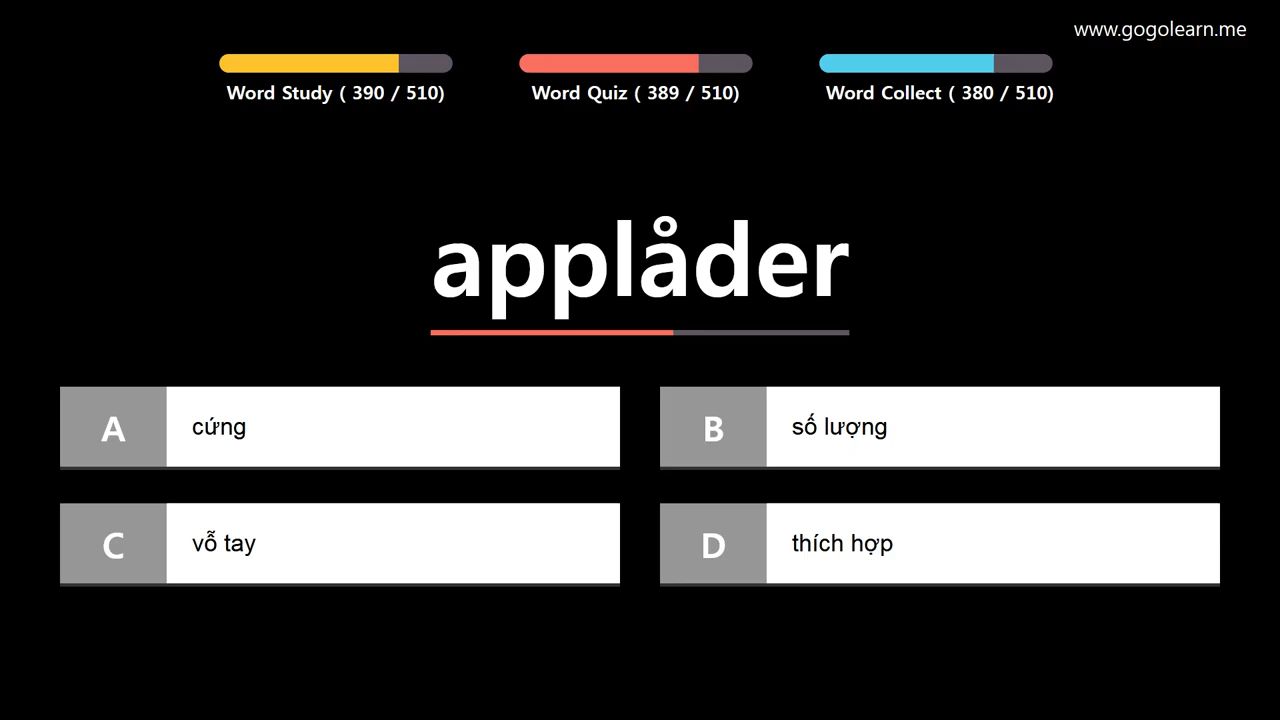 www.gogolearn.me
Word Study ( 390 / 510)
Word Quiz ( 389 / 510)
Word Collect ( 380 / 510)
applåder
A cứng
B số lượng
C vỗ tay
D thích hợp